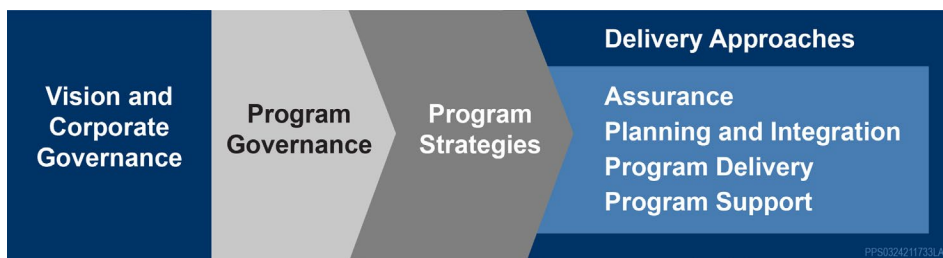 Vision and
Corporate
Governance
Program
Governance
Program
Strategies
Delivery Approaches
Assurance
Planning and Integration
Program Delivery
Program Support
PPS0324211733LA